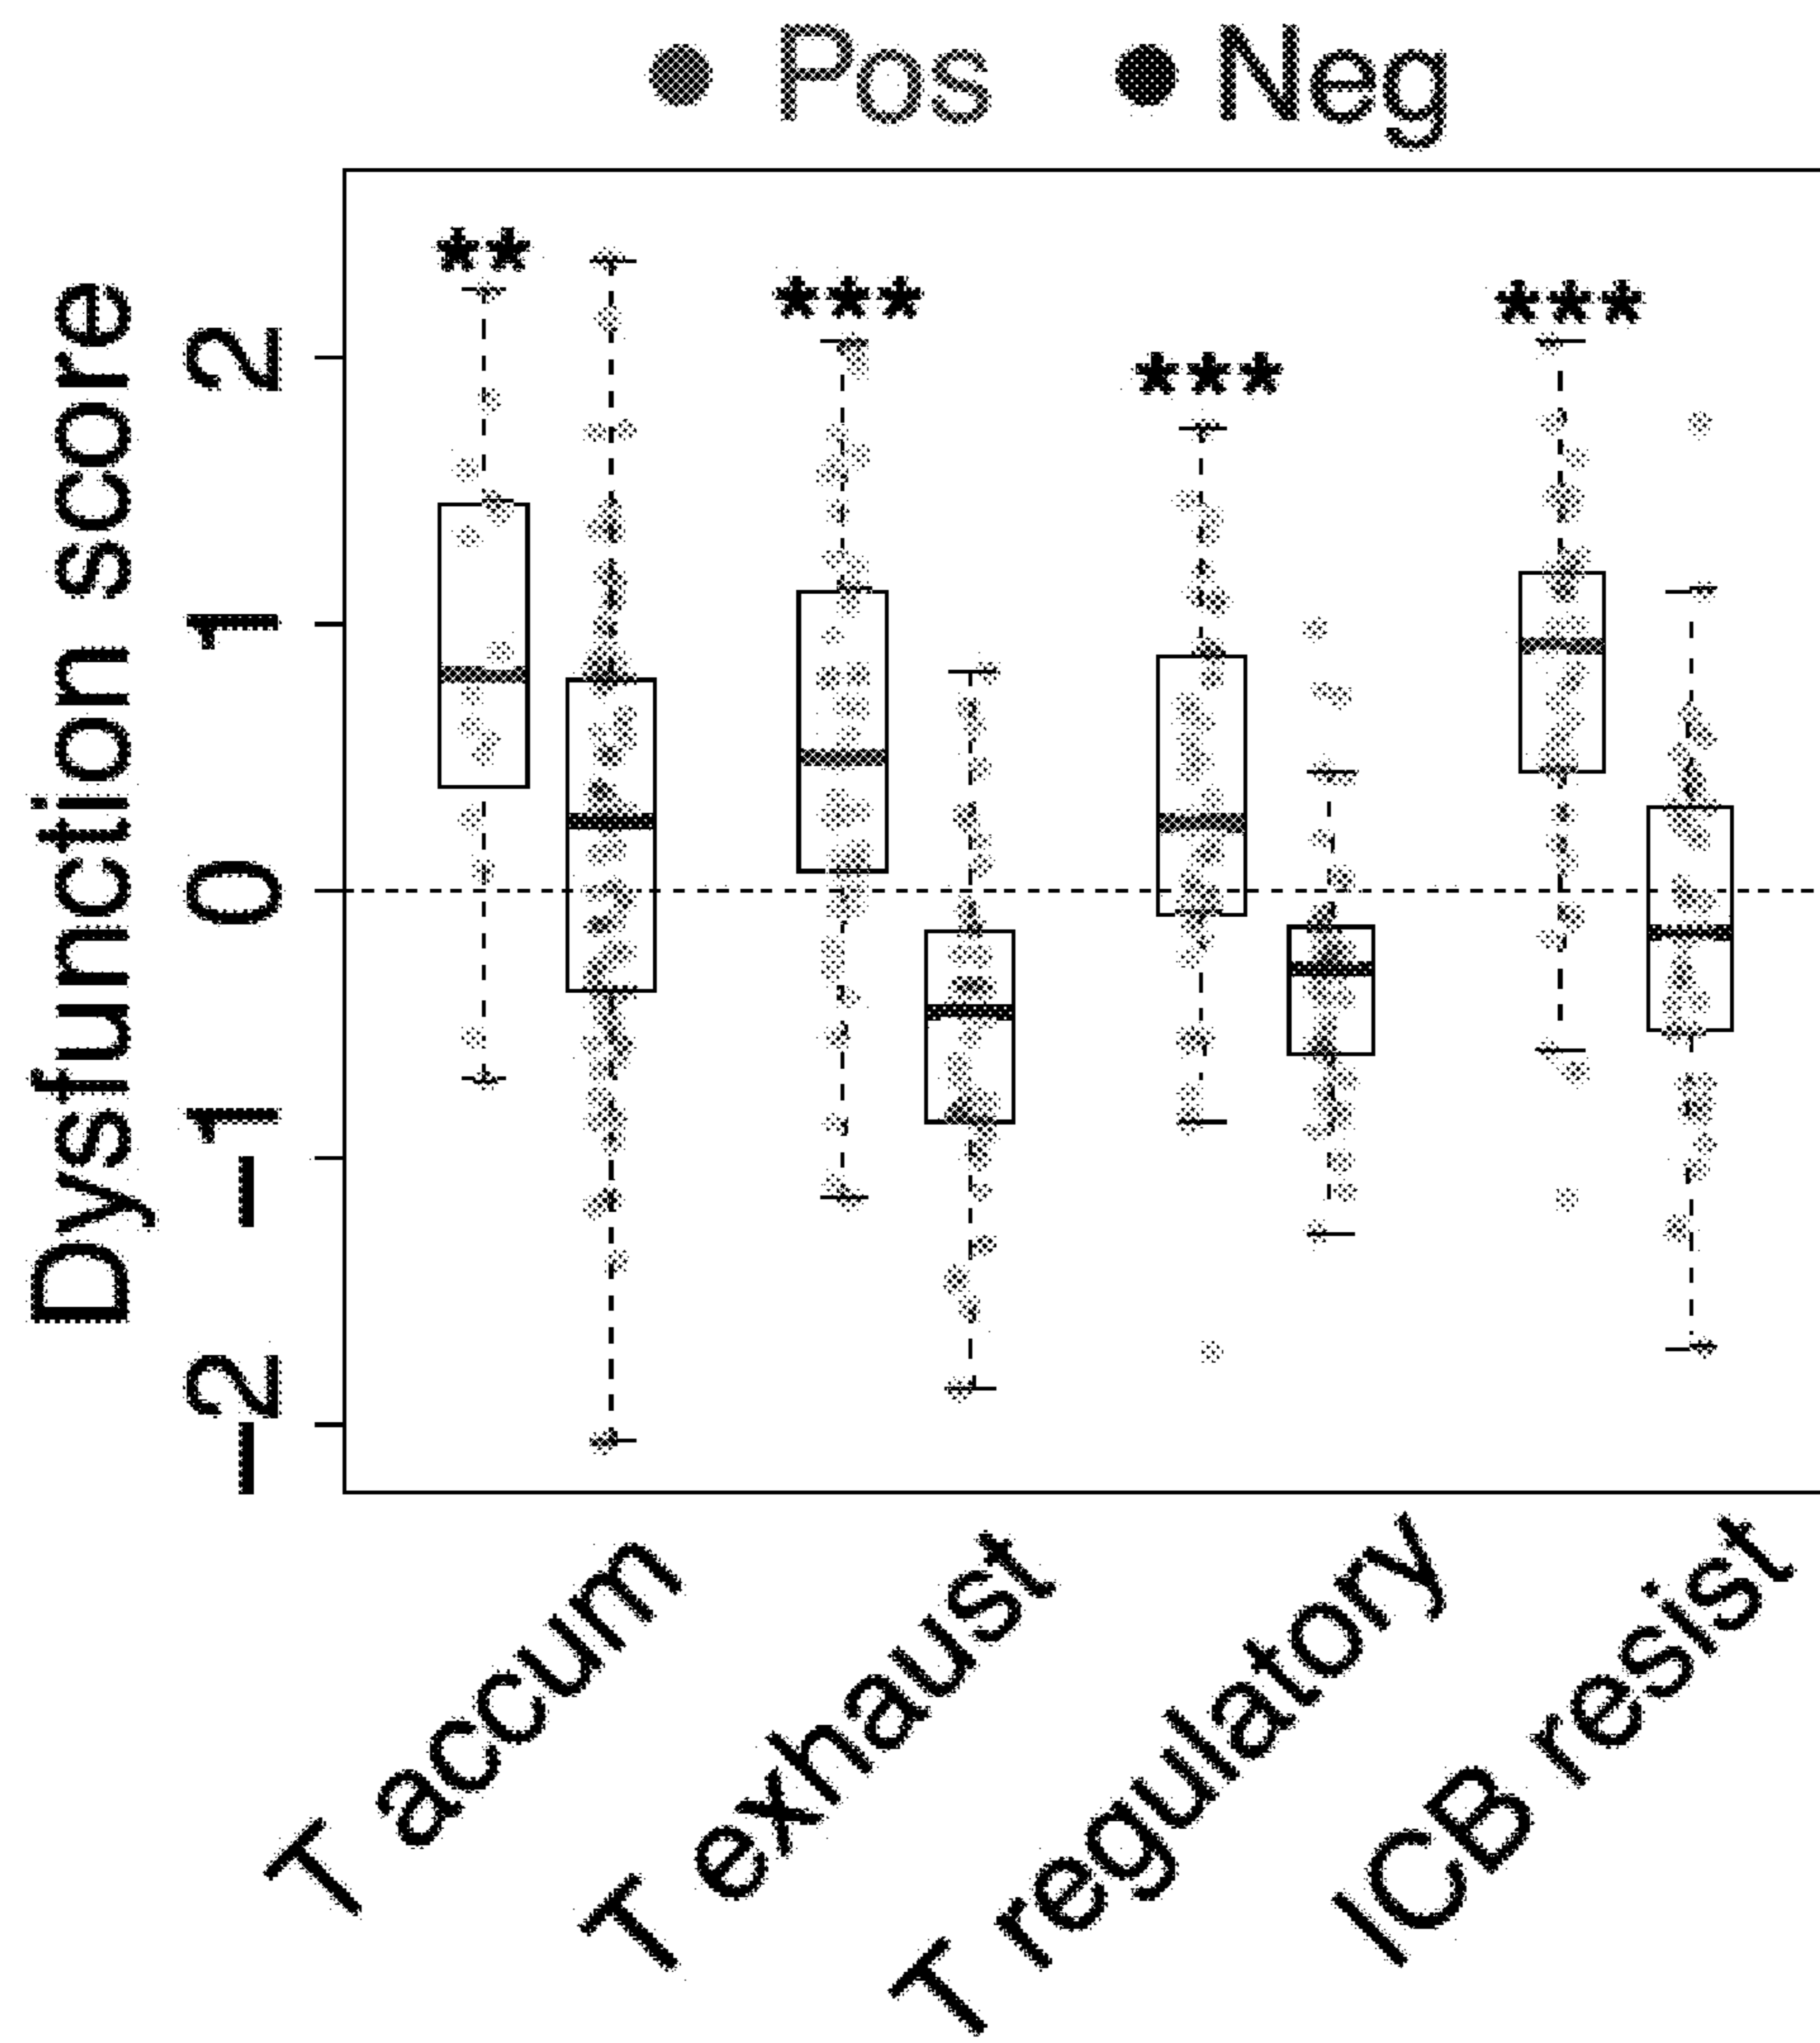 Pos Neg
**
***
***
***
Dysfunction score
2
1
0
−1
−2
T accum
T exhaust
T regulatory
ICB resist